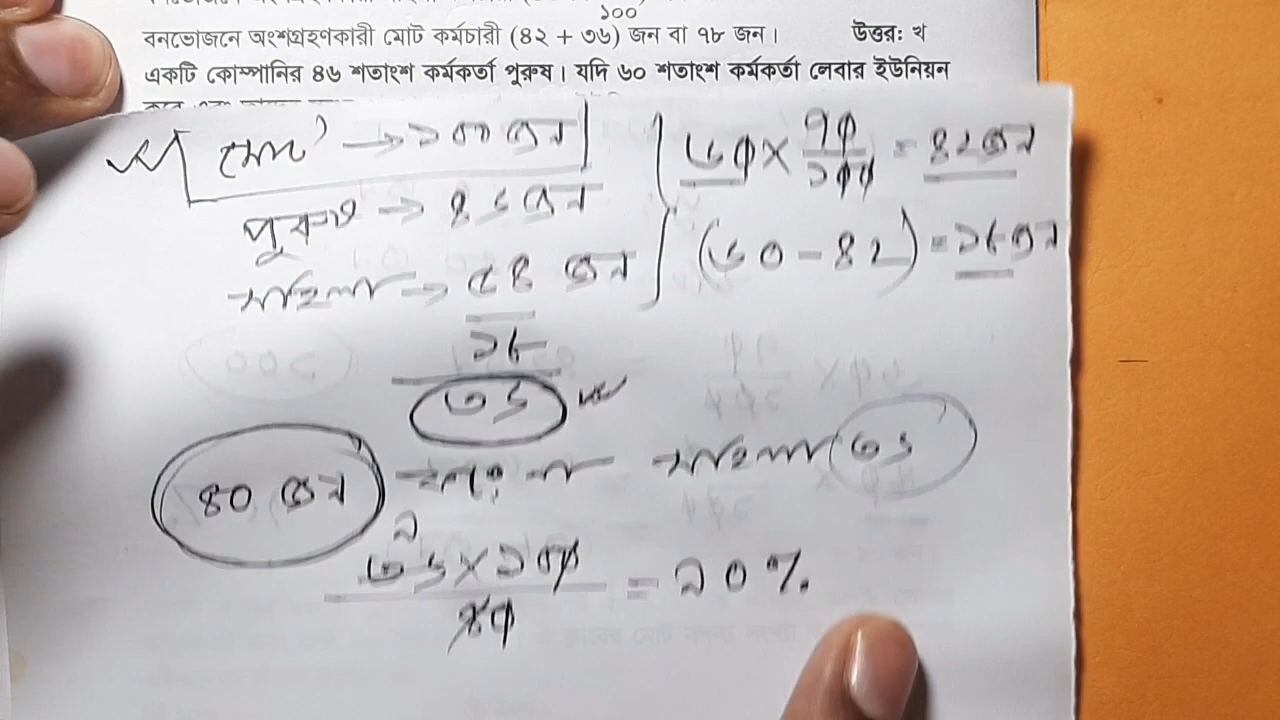 ১০০
বনভোজনে অংশগ্রহণকারী মোট কর্মচারী (৪২ + ৩৬) জন বা ৭৮ জন। উত্তর: খ
একটি কোম্পানির ৪৬ শতাংশ কর্মকর্তা পুরুষ। যদি ৬০ শতাংশ কর্মকর্তা লেবার ইউনিয়ন
মোট → ১০০ জন
৬০ × ৭০/১০০ = ৪২ জন
পুরুষ → ৪৬ জন
(৬০ - ৪২) = ১৮ জন
মহিলা → ৫৪ জন
১৮
৩৬
৪০ জন মহিলা ৩৬
৩৬ × ১০০
৯
= ৯০%
৪০